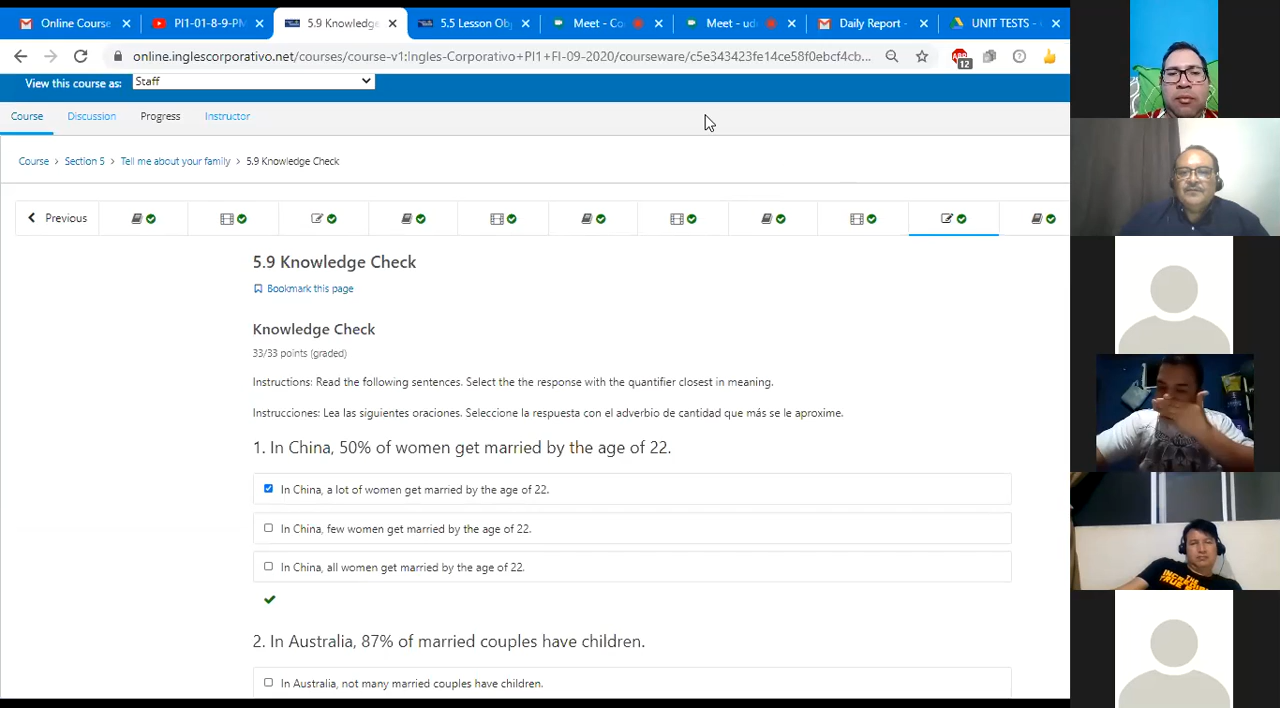 Online Course
PI1-01-8-9-PM
5.9 Knowledge
5.5 Lesson Obj
Meet - Co
Meet - ud
Daily Report -
UNIT TESTS -
online.inglescorporativo.net/courses/course-v1:Ingles-Corporativo+PI1+FI-09-2020/courseware/c5e343423fe14ce58f0ebcf4cb...
12
View this course as:
Staff
Course
Discussion
Progress
Instructor
Course > Section 5 > Tell me about your family > 5.9 Knowledge Check
Previous
5.9 Knowledge Check
Bookmark this page
Knowledge Check
33/33 points (graded)
Instructions: Read the following sentences. Select the the response with the quantifier closest in meaning.
Instrucciones: Lea las siguientes oraciones. Seleccione la respuesta con el adverbio de cantidad que más se le aproxime.
1. In China, 50% of women get married by the age of 22.
In China, a lot of women get married by the age of 22.
In China, few women get married by the age of 22.
In China, all women get married by the age of 22.
2. In Australia, 87% of married couples have children.
In Australia, not many married couples have children.
THE
INCREDIBLE
TRUE